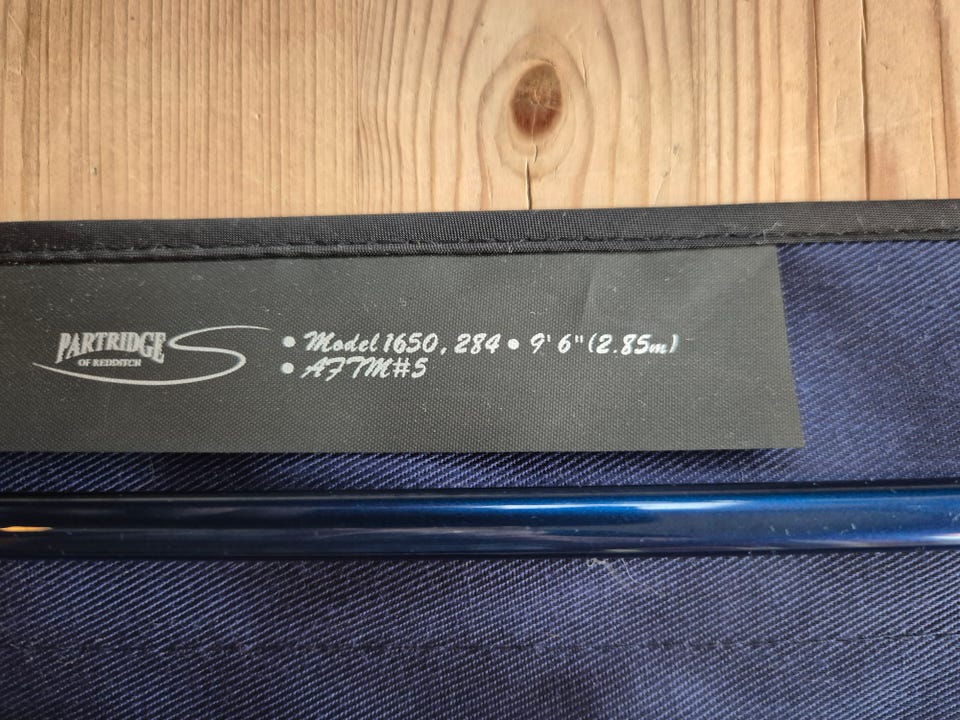 PARTRIDGE
OF REDDITCH
• Model 1650, 284 • 9' 6" (2.85m)
• AFTM#5